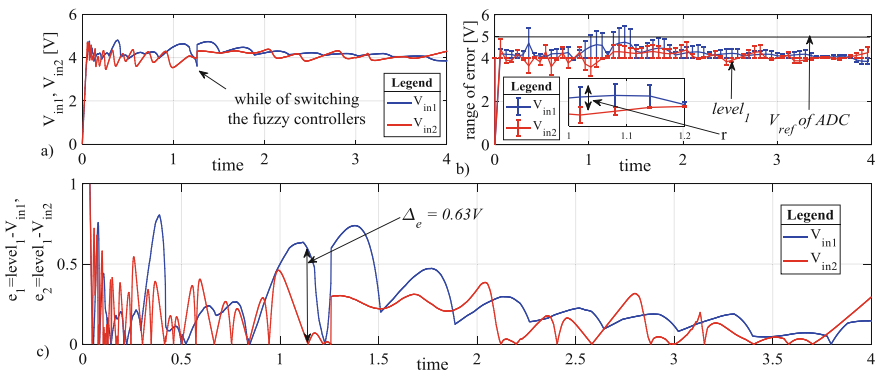 V_in1, V_in2 [V]
6
4
2
0
0
1
2
3
4
time
a)
while of switching
the fuzzy controllers
Legend
V_in1
V_in2
range of error [V]
6
5
4
2
0
0
1
2
3
4
time
b)
Legend
V_in1
V_in2
1
1.1
1.2
r
level_1
V_ref of ADC
e_1=level_1-V_in1,
e_2=level_1-V_in2
1
0.5
0
0
0.5
1
1.5
2
2.5
3
3.5
4
time
c)
Δ_e = 0.63V
Legend
V_in1
V_in2